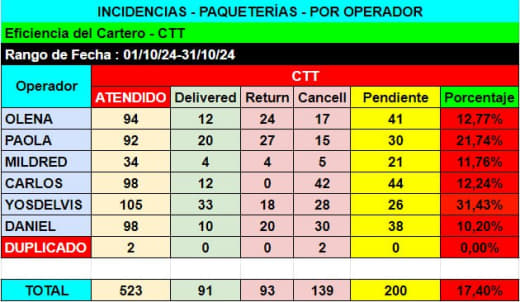 INCIDENCIAS - PAQUETERÍAS - POR OPERADOR
Eficiencia del Cartero - CTT
Rango de Fecha : 01/10/24-31/10/24
Operador CTT
ATENDIDO Delivered Return Cancell Pendiente Porcentaje
OLENA 94 12 24 17 41 12,77%
PAOLA 92 20 27 15 30 21,74%
MILDRED 34 4 4 5 21 11,76%
CARLOS 98 12 0 42 44 12,24%
YOSDELVIS 105 33 18 28 26 31,43%
DANIEL 98 10 20 30 38 10,20%
DUPLICADO 2 0 0 2 0 0,00%
TOTAL 523 91 93 139 200 17,40%